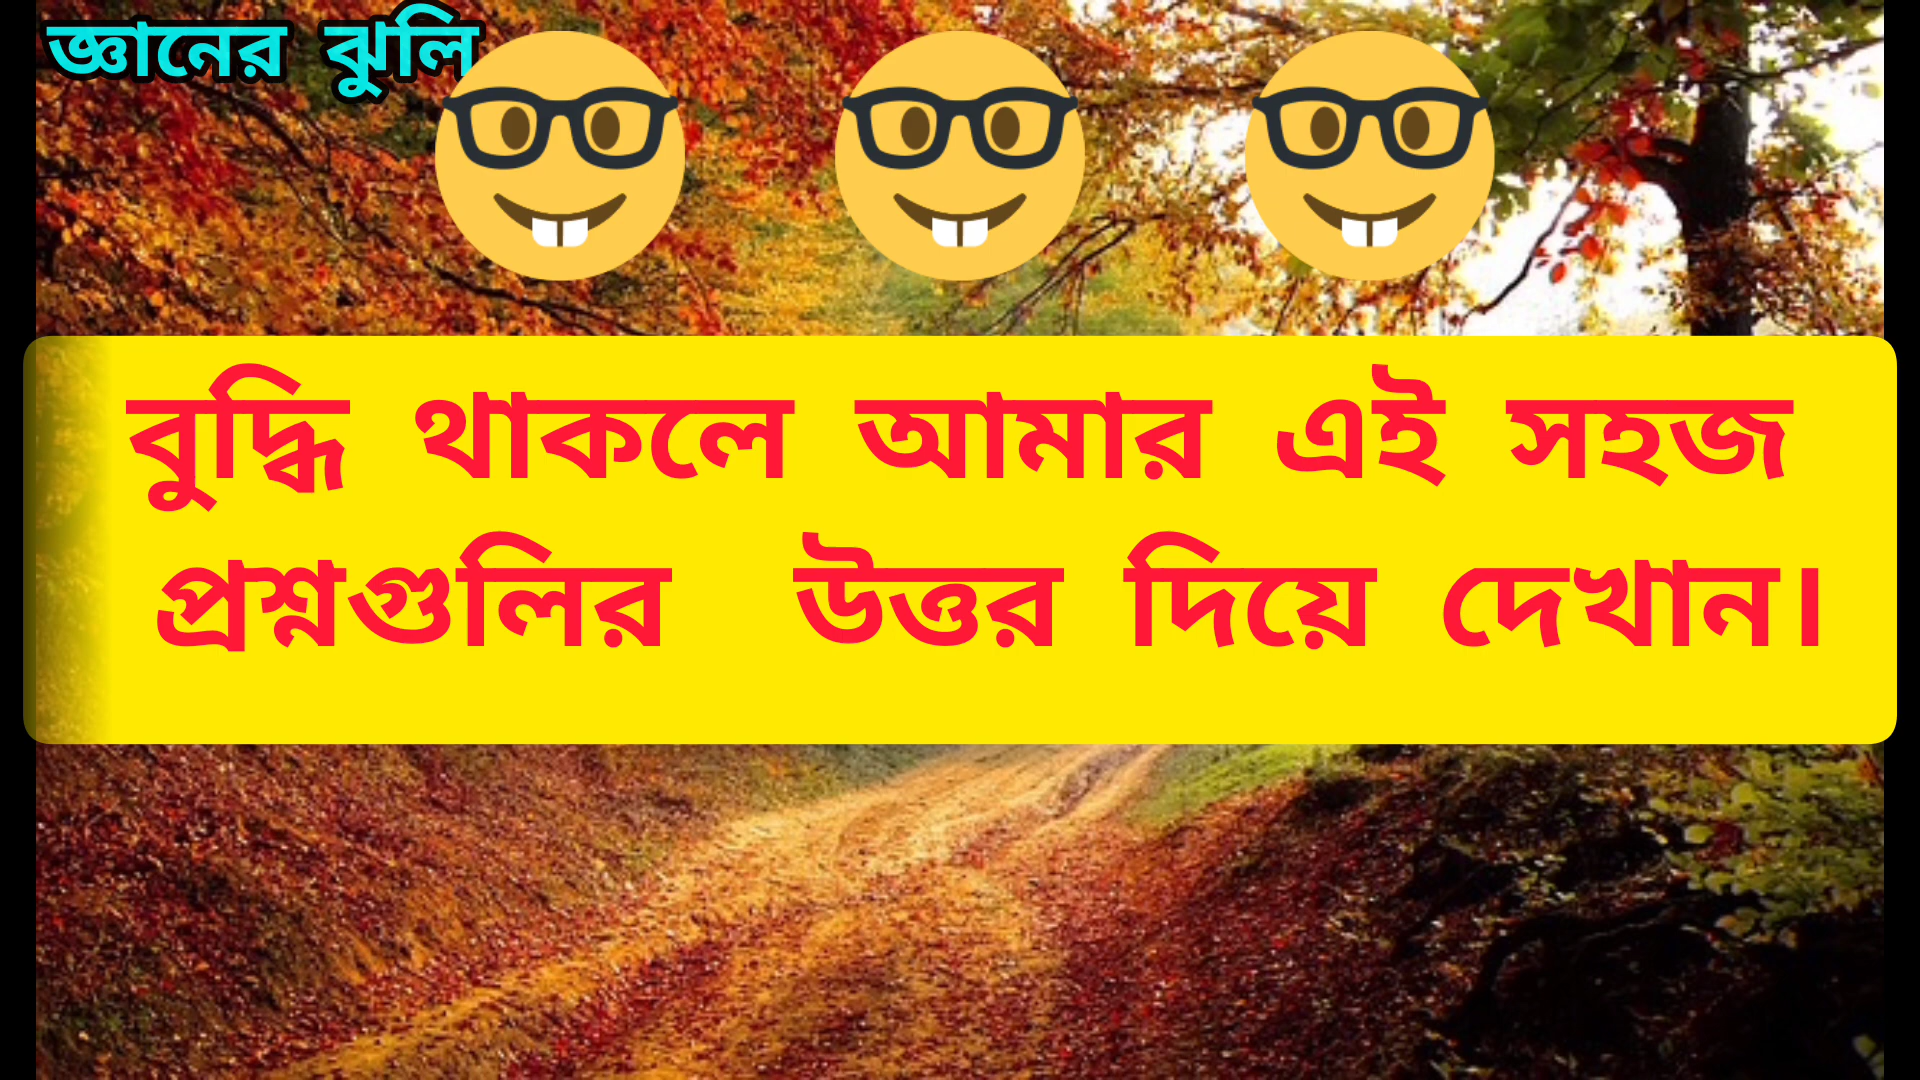 জ্ঞানের ঝুলি
বুদ্ধি থাকলে আমার এই সহজ
প্রশ্নগুলির উত্তর দিয়ে দেখান।